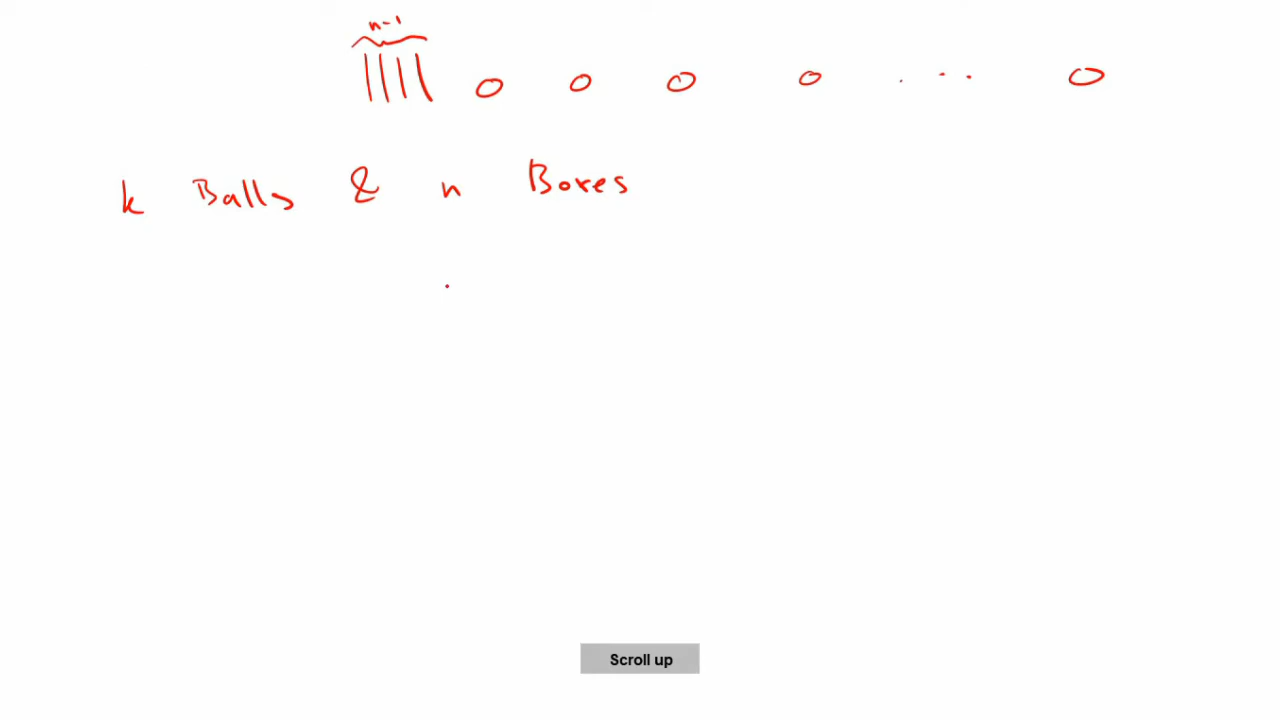 n-1
|||| o o o o ... o
k Balls & n Boxes
Scroll up